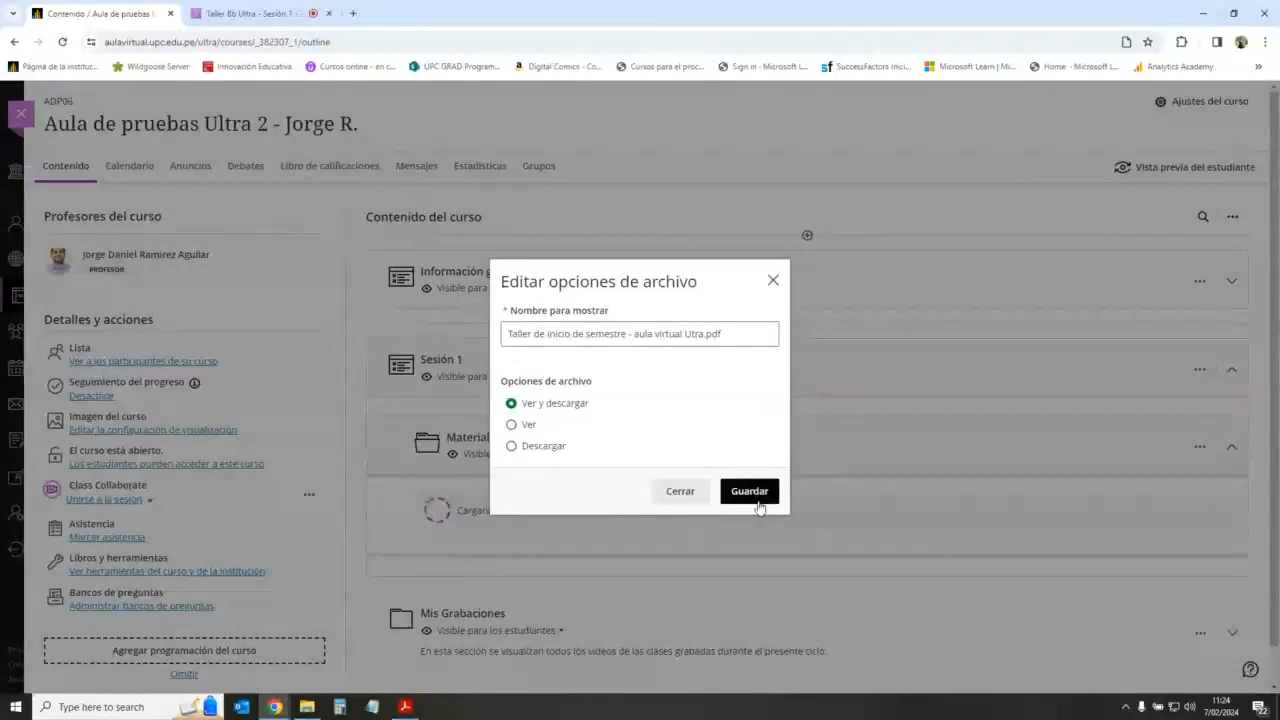 Contenido / Aula de pruebas U
Taller Bb Ultra - Sesión 1 -
aulavirtual.upc.edu.pe/ultra/courses/_382307_1/outline
Página de la instituc...
Wildgoose Server
Innovación Educativa
Cursos online - en c...
UPC GRAD Program...
Digital Comics - Co...
Cursos para el proc...
Sign in - Microsoft L...
SuccessFactors Inici...
Microsoft Learn | Mi...
Home - Microsoft L...
Analytics Academy
ADP06
Aula de pruebas Ultra 2 - Jorge R.
Ajustes del curso
Contenido
Calendario
Anuncios
Debates
Libro de calificaciones
Mensajes
Estadísticas
Grupos
Vista previa del estudiante
Profesores del curso
Jorge Daniel Ramirez Aguilar
PROFESOR
Detalles y acciones
Lista
Ver a los participantes de su curso
Seguimiento del progreso
Desactivar
Imagen del curso
Editar la configuración de visualización
El curso está abierto.
Los estudiantes pueden acceder a este curso
Class Collaborate
Unirse a la sesión
Asistencia
Marcar asistencia
Libros y herramientas
Ver herramientas del curso y de la institución
Bancos de preguntas
Administrar bancos de preguntas
Agregar programación del curso
Omitir
Contenido del curso
Información g
Visible para
Sesión 1
Visible para
Material
Visible
Cargan
Mis Grabaciones
Visible para los estudiantes
En esta sección se visualizan todos los videos de las clases grabadas durante el presente ciclo.
Editar opciones de archivo
* Nombre para mostrar
Taller de inicio de semestre - aula virtual Utra.pdf
Opciones de archivo
Ver y descargar
Ver
Descargar
Cerrar
Guardar
Type here to search
11:24
7/02/2024
22